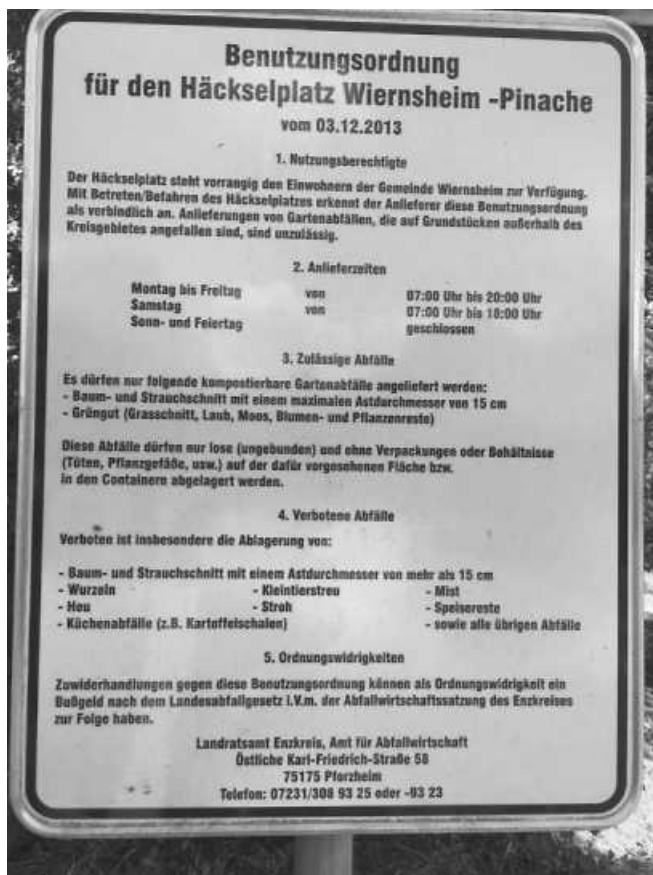 Benutzungsordnung
für den Häckselplatz Wiernsheim -Pinache
vom 03.12.2013
1. Nutzungsberechtigte
Der Häckselplatz steht vorrangig den Einwohnern der Gemeinde Wiernsheim zur Verfügung.
Mit Betreten/Befahren des Häckselplatzes erkennt der Anlieferer diese Benutzungsordnung
als verbindlich an. Anlieferungen von Gartenabfällen, die auf Grundstücken außerhalb des
Kreisgebietes angefallen sind, sind unzulässig.
2. Anlieferzeiten
Montag bis Freitag von 07:00 Uhr bis 20:00 Uhr
Samstag von 07:00 Uhr bis 18:00 Uhr
Sonn- und Feiertag geschlossen
3. Zulässige Abfälle
Es dürfen nur folgende kompostierbare Gartenabfälle angeliefert werden:
- Baum- und Strauchschnitt mit einem maximalen Astdurchmesser von 15 cm
- Grüngut (Grasschnitt, Laub, Moos, Blumen- und Pflanzenreste)
Diese Abfälle dürfen nur lose (ungebunden) und ohne Verpackungen oder Behältnisse
(Tüten, Pflanzgefäße, usw.) auf der dafür vorgesehenen Fläche bzw.
in den Containern abgelagert werden.
4. Verbotene Abfälle
Verboten ist insbesondere die Ablagerung von:
- Baum- und Strauchschnitt mit einem Astdurchmesser von mehr als 15 cm
- Wurzeln - Kleintierstreu - Mist
- Heu - Stroh - Speisereste
- Küchenabfälle (z.B. Kartoffelschalen) - sowie alle übrigen Abfälle
5. Ordnungswidrigkeiten
Zuwiderhandlungen gegen diese Benutzungsordnung können als Ordnungswidrigkeit ein
Bußgeld nach dem Landesabfallgesetz i.V.m. der Abfallwirtschaftssatzung des Enzkreises
zur Folge haben.
Landratsamt Enzkreis, Amt für Abfallwirtschaft
Östliche Karl-Friedrich-Straße 58
75175 Pforzheim
Telefon: 07231/308 93 25 oder -93 23